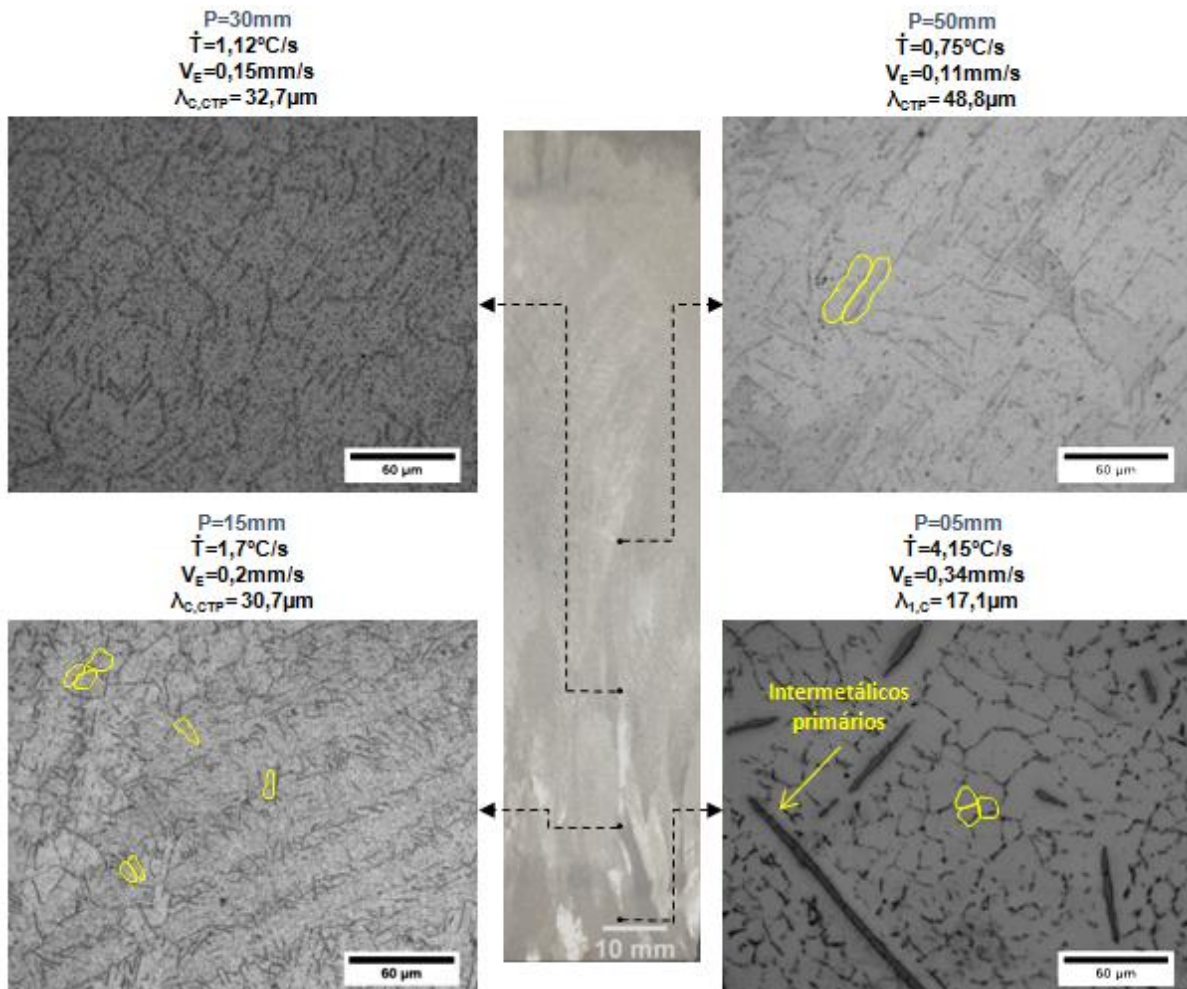 P=30mm
Ṫ=1,12ºC/s
V_E=0,15mm/s
λ_C,CTP= 32,7µm
60 µm
P=50mm
Ṫ=0,75ºC/s
V_E=0,11mm/s
λ_CTP= 48,8µm
60 µm
P=15mm
Ṫ=1,7ºC/s
V_E=0,2mm/s
λ_C,CTP= 30,7µm
60 µm
10 mm
P=05mm
Ṫ=4,15ºC/s
V_E=0,34mm/s
λ_1,C= 17,1µm
Intermetálicos
primários
60 µm